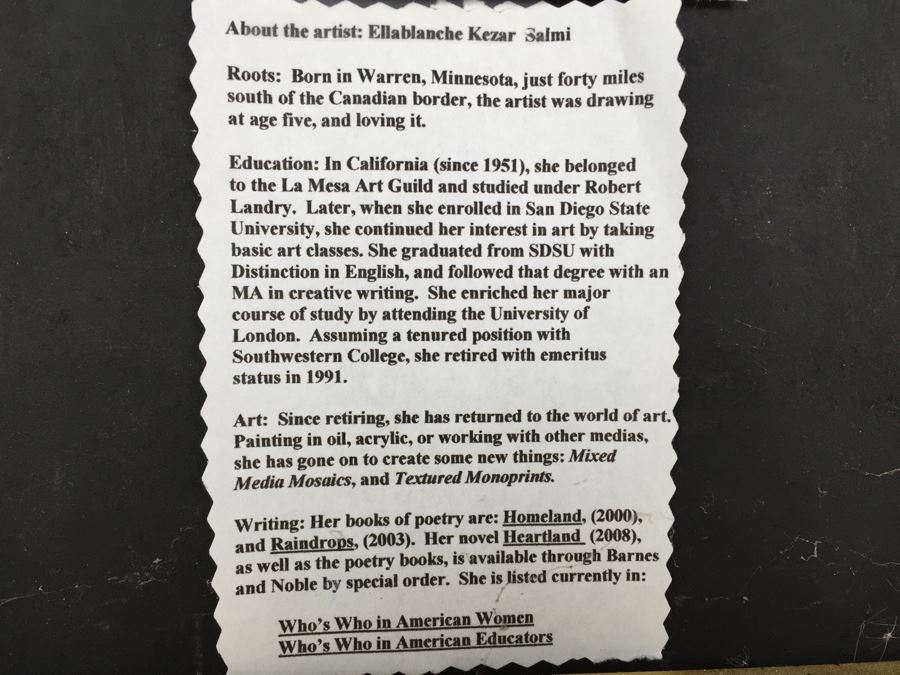 About the artist: Ellablanche Kezar Salmi
Roots: Born in Warren, Minnesota, just forty miles
south of the Canadian border, the artist was drawing
at age five, and loving it.
Education: In California (since 1951), she belonged
to the La Mesa Art Guild and studied under Robert
Landry. Later, when she enrolled in San Diego State
University, she continued her interest in art by taking
basic art classes. She graduated from SDSU with
Distinction in English, and followed that degree with an
MA in creative writing. She enriched her major
course of study by attending the University of
London. Assuming a tenured position with
Southwestern College, she retired with emeritus
status in 1991.
Art: Since retiring, she has returned to the world of art.
Painting in oil, acrylic, or working with other medias,
she has gone on to create some new things: Mixed
Media Mosaics, and Textured Monoprints.
Writing: Her books of poetry are: Homeland, (2000),
and Raindrops, (2003). Her novel Heartland (2008),
as well as the poetry books, is available through Barnes
and Noble by special order. She is listed currently in:
Who's Who in American Women
Who's Who in American Educators